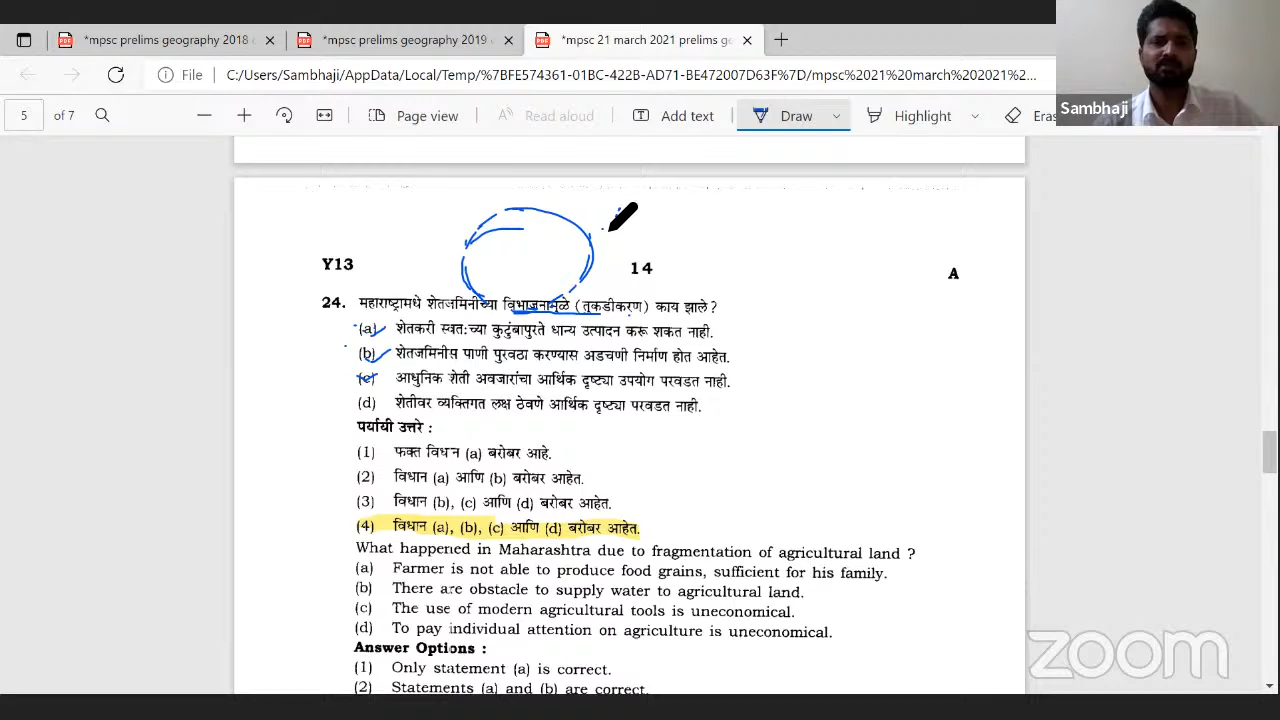 *mpsc prelims geography 2018
*mpsc prelims geography 2019
*mpsc 21 march 2021 prelims ge
File
C:/Users/Sambhaji/AppData/Local/Temp/%7BFE574361-01BC-422B-AD71-BE472007D63F%7D/mpsc%2021%20march%202021%2...
Sambhaji
5 of 7
Page view
Read aloud
Add text
Draw
Highlight
Eras
Y13
14
A
24. महाराष्ट्रामधे शेतजमिनीच्या विभाजनामुळे (तुकडीकरण) काय झाले ?
(a) शेतकरी स्वत:च्या कुटुंबापुरते धान्य उत्पादन करू शकत नाही.
(b) शेतजमिनीस पाणी पुरवठा करण्यास अडचणी निर्माण होत आहेत.
(c) आधुनिक शेती अवजारांचा आर्थिक दृष्ट्या उपयोग परवडत नाही.
(d) शेतीवर व्यक्तिगत लक्ष ठेवणे आर्थिक दृष्ट्या परवडत नाही.
पर्यायी उत्तरे :
(1) फक्त विधान (a) बरोबर आहे.
(2) विधान (a) आणि (b) बरोबर आहेत.
(3) विधान (b), (c) आणि (d) बरोबर आहेत.
(4) विधान (a), (b), (c) आणि (d) बरोबर आहेत.
What happened in Maharashtra due to fragmentation of agricultural land ?
(a) Farmer is not able to produce food grains, sufficient for his family.
(b) There are obstacle to supply water to agricultural land.
(c) The use of modern agricultural tools is uneconomical.
(d) To pay individual attention on agriculture is uneconomical.
Answer Options :
(1) Only statement (a) is correct.
(2) Statements (a) and (b) are correct.
zoom